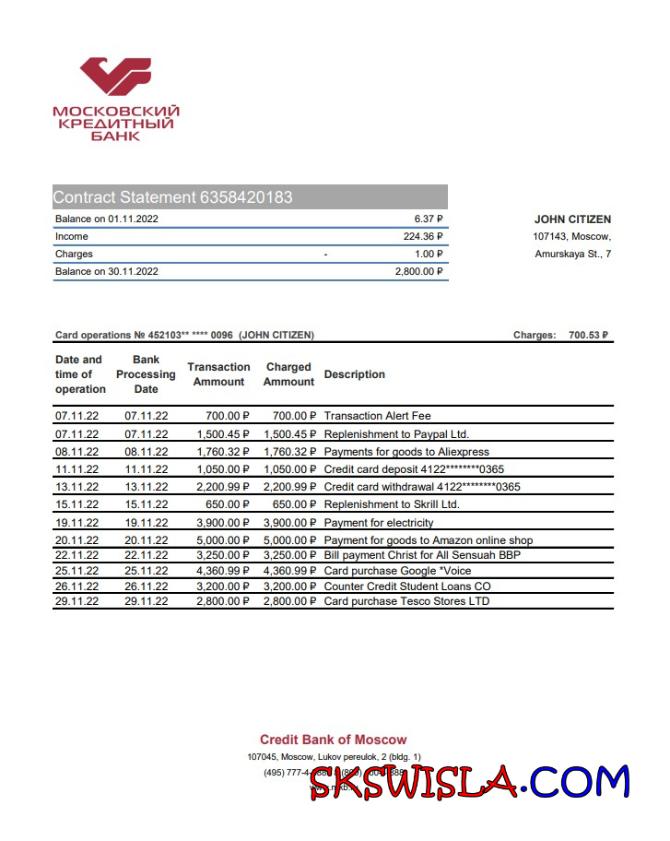 МОСКОВСКИЙ
КРЕДИТНЫЙ
БАНК
Contract Statement 6358420183
Balance on 01.11.2022 6.37 ₽
Income 224.36 ₽
Charges - 1.00 ₽
Balance on 30.11.2022 2,800.00 ₽
JOHN CITIZEN
107143, Moscow,
Amurskaya St., 7
Card operations № 452103** **** 0096 (JOHN CITIZEN) Charges: 700.53 ₽
Date and time of operation Bank Processing Date Transaction Ammount Charged Ammount Description
07.11.22 07.11.22 700.00 ₽ 700.00 ₽ Transaction Alert Fee
07.11.22 07.11.22 1,500.45 ₽ 1,500.45 ₽ Replenishment to Paypal Ltd.
08.11.22 08.11.22 1,760.32 ₽ 1,760.32 ₽ Payments for goods to Aliexpress
11.11.22 11.11.22 1,050.00 ₽ 1,050.00 ₽ Credit card deposit 4122********0365
13.11.22 13.11.22 2,200.99 ₽ 2,200.99 ₽ Credit card withdrawal 4122********0365
15.11.22 15.11.22 650.00 ₽ 650.00 ₽ Replenishment to Skrill Ltd.
19.11.22 19.11.22 3,900.00 ₽ 3,900.00 ₽ Payment for electricity
20.11.22 20.11.22 5,000.00 ₽ 5,000.00 ₽ Payment for goods to Amazon online shop
22.11.22 22.11.22 3,250.00 ₽ 3,250.00 ₽ Bill payment Christ for All Sensuah BBP
25.11.22 25.11.22 4,360.99 ₽ 4,360.99 ₽ Card purchase Google *Voice
26.11.22 26.11.22 3,200.00 ₽ 3,200.00 ₽ Counter Credit Student Loans CO
29.11.22 29.11.22 2,800.00 ₽ 2,800.00 ₽ Card purchase Tesco Stores LTD
Credit Bank of Moscow
107045, Moscow, Lukov pereulok, 2 (bldg. 1)
(495)
SKSWISLA.COM